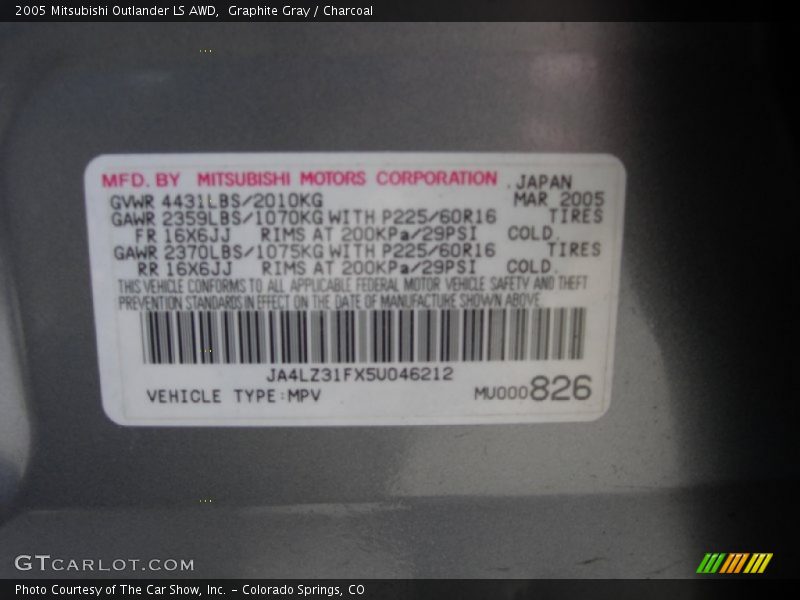 2005 Mitsubishi Outlander LS AWD,  Graphite Gray / Charcoal
MFD. BY MITSUBISHI MOTORS CORPORATION , JAPAN
GVWR 4431LBS/2010KG MAR 2005
GAWR 2359LBS/1070KG WITH P225/60R16 TIRES
FR 16X6JJ RIMS AT 200KPa/29PSI COLD.
GAWR 2370LBS/1075KG WITH P225/60R16 TIRES
RR 16X6JJ RIMS AT 200KPa/29PSI COLD.
THIS VEHICLE CONFORMS TO ALL APPLICABLE FEDERAL MOTOR VEHICLE SAFETY AND THEFT
PREVENTION STANDARDS IN EFFECT ON THE DATE OF MANUFACTURE SHOWN ABOVE.
JA4LZ31FX5U046212
VEHICLE TYPE:MPV MU000826
GTCARLOT.COM
Photo Courtesy of The Car Show, Inc. – Colorado Springs, CO